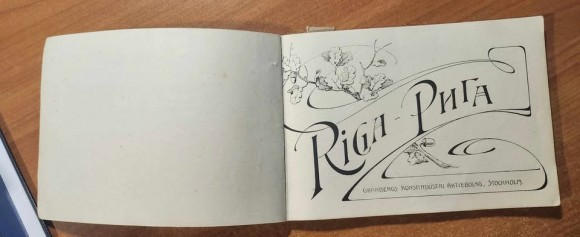 Riga - Рига
Granbergs Konstindustri Aktiebolag, Stockholm.